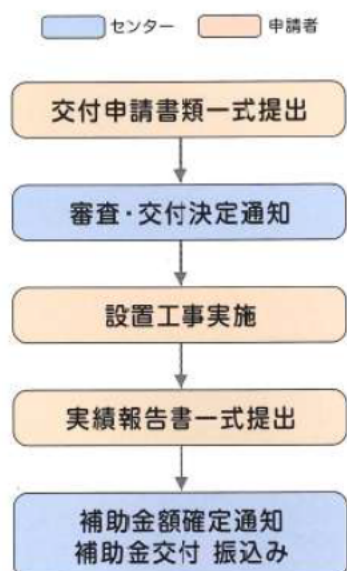 センター 申請者
交付申請書類一式提出
審査・交付決定通知
設置工事実施
実績報告書一式提出
補助金額確定通知
補助金交付 振込み